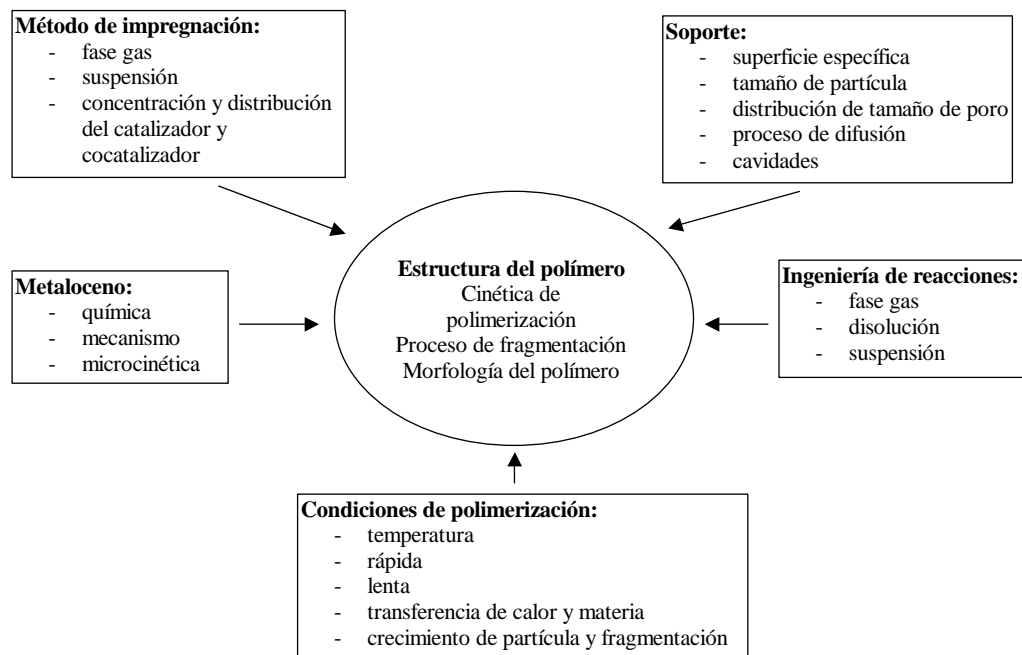 Método de impregnación:
- fase gas
- suspensión
- concentración y distribución
del catalizador y
cocatalizador
Soporte:
- superficie específica
- tamaño de partícula
- distribución de tamaño de poro
- proceso de difusión
- cavidades
Metaloceno:
- química
- mecanismo
- microcinética
Estructura del polímero
Cinética de
polimerización
Proceso de fragmentación
Morfología del polímero
Ingeniería de reacciones:
- fase gas
- disolución
- suspensión
Condiciones de polimerización:
- temperatura
- rápida
- lenta
- transferencia de calor y materia
- crecimiento de partícula y fragmentación